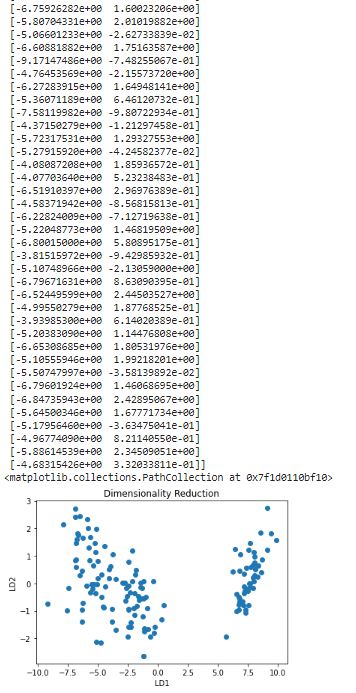 [-6.75926282e+00  1.60023206e+00]
[-5.80704331e+00  2.01019882e+00]
[-5.06601233e+00 -2.62733839e-02]
[-6.60881882e+00  1.75163587e+00]
[-9.17147486e+00 -7.48255067e-01]
[-4.76453569e+00 -2.15573720e+00]
[-6.27283915e+00  1.64948141e+00]
[-5.36071189e+00  6.46120732e-01]
[-7.58119982e+00 -9.80722934e-01]
[-4.37150279e+00 -1.21297458e-01]
[-5.72317531e+00  1.29327553e+00]
[-5.27915920e+00 -4.24582377e-02]
[-4.08087208e+00  1.85936572e-01]
[-4.07703640e+00  5.23238483e-01]
[-6.51910397e+00  2.96976389e-01]
[-4.58371942e+00 -8.56815813e-01]
[-6.22824009e+00 -7.12719638e-01]
[-5.22048773e+00  1.46819509e+00]
[-6.80015000e+00  5.80895175e-01]
[-3.81515972e+00 -9.42985932e-01]
[-5.10748966e+00 -2.13059000e+00]
[-6.79671631e+00  8.63090395e-01]
[-6.52449599e+00  2.44503527e+00]
[-4.99550279e+00  1.87768525e-01]
[-3.93985300e+00  6.14020389e-01]
[-5.20383090e+00  1.14476808e+00]
[-6.65308685e+00  1.80531976e+00]
[-5.10555946e+00  1.99218201e+00]
[-5.50747997e+00 -3.58139892e-02]
[-6.79601924e+00  1.46068695e+00]
[-6.84735943e+00  2.42895067e+00]
[-5.64500346e+00  1.67771734e+00]
[-5.17956460e+00 -3.63475041e-01]
[-4.96774090e+00  8.21140550e-01]
[-5.88614539e+00  2.34509051e+00]
[-4.68315426e+00  3.32033811e-01]]
<matplotlib.collections.PathCollection at 0x7f1d0110bf10>
Dimensionality Reduction
3
2
1
0
−1
−2
LD2
−10.0 −7.5 −5.0 −2.5 0.0 2.5 5.0 7.5 10.0
LD1